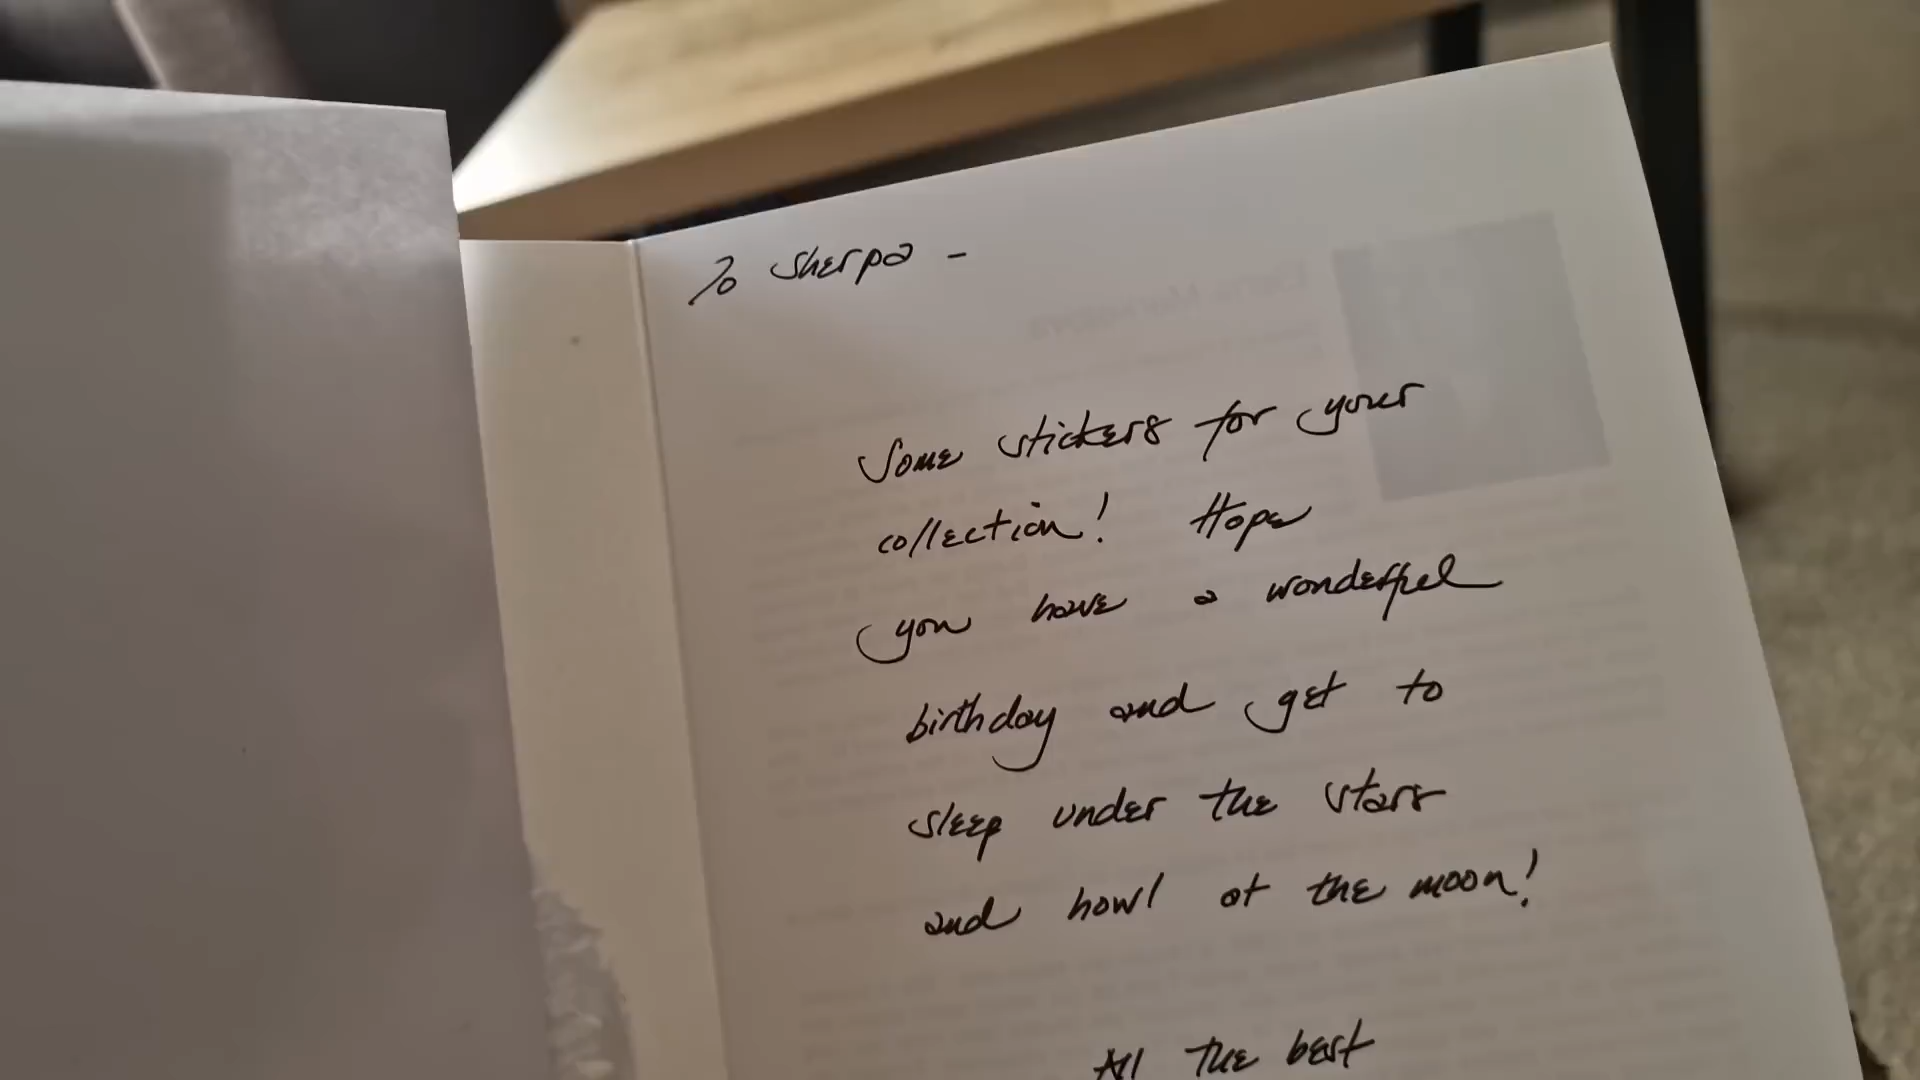 To Sherpa -
Some stickers for your
collection! Hope
you have a wonderful
birthday and get to
sleep under the stars
and howl at the moon!
All the best